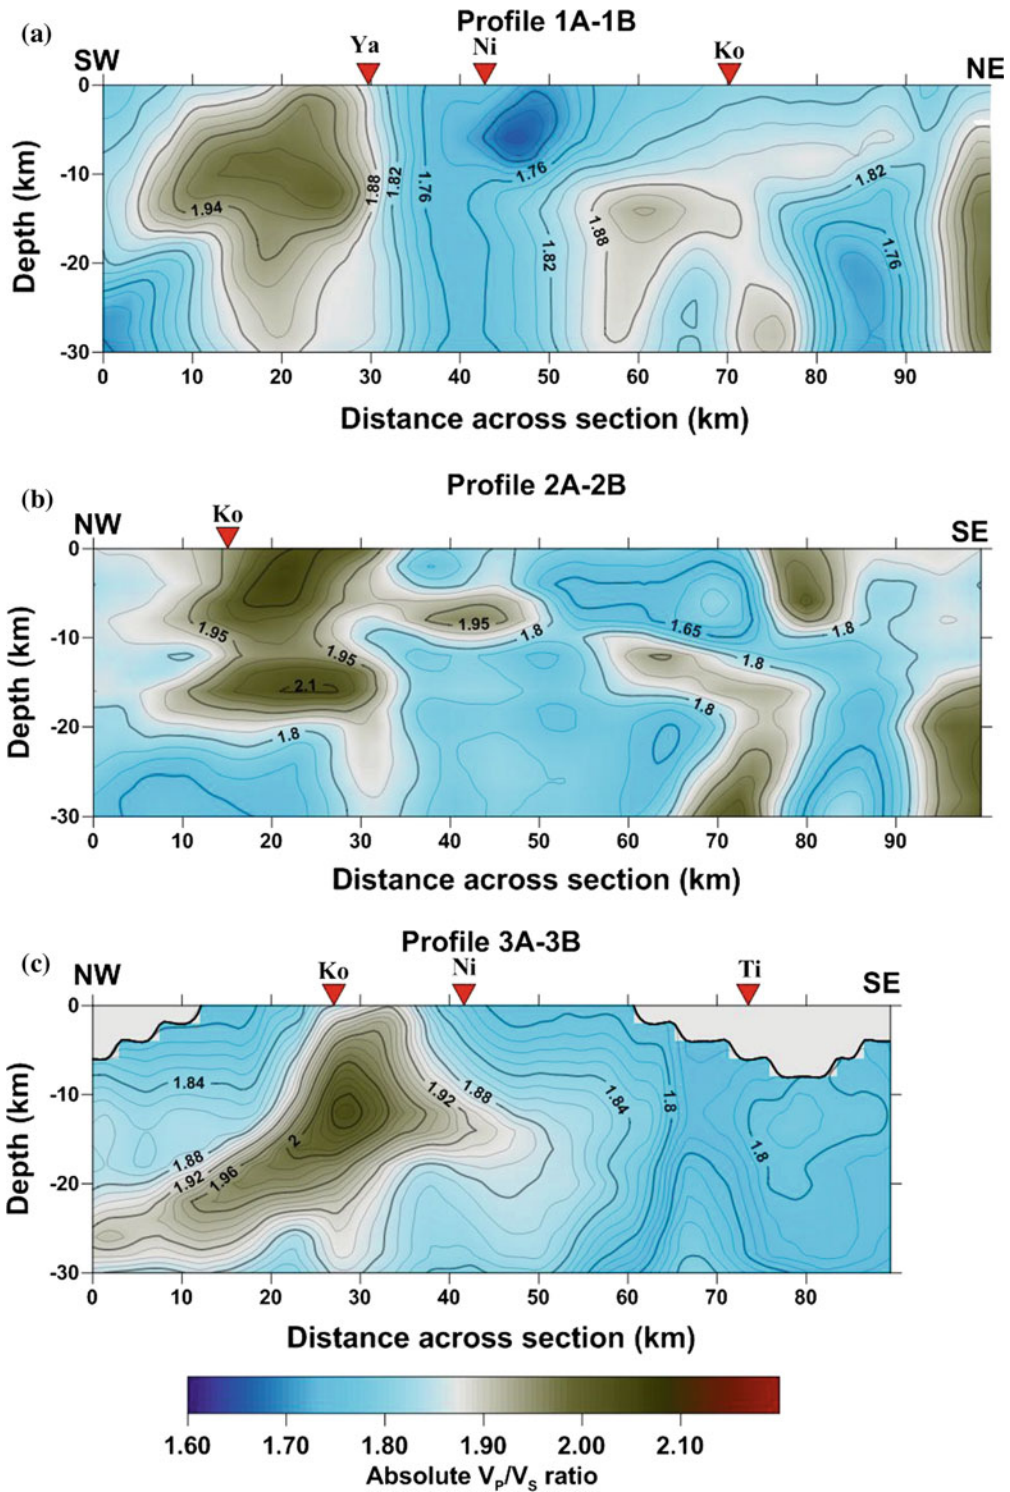 (a)
Profile 1A-1B
SW Ya Ni Ko NE
0
-10
-20
-30
Depth (km)
1.94
1.88
1.82
1.76
1.76
1.82
1.88
1.82
1.76
0 10 20 30 40 50 60 70 80 90
Distance across section (km)
(b)
Profile 2A-2B
NW Ko SE
0
-10
-20
-30
Depth (km)
1.95
1.95
2.1
1.8
1.95
1.8
1.65
1.8
1.8
1.8
0 10 20 30 40 50 60 70 80 90
Distance across section (km)
(c)
Profile 3A-3B
NW Ko Ni Ti SE
0
-10
-20
-30
Depth (km)
1.84
1.88
1.92
1.96
2
1.92
1.88
1.84
1.8
1.8
0 10 20 30 40 50 60 70 80
Distance across section (km)
1.60 1.70 1.80 1.90 2.00 2.10
Absolute VP/VS ratio